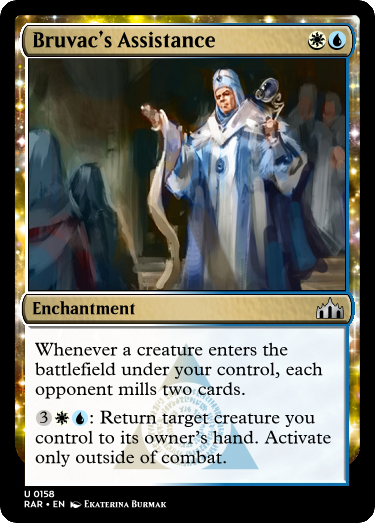 Bruvac's Assistance
Enchantment
Whenever a creature enters the
battlefield under your control, each
opponent mills two cards.
3: Return target creature you
control to its owner's hand. Activate
only outside of combat.
U 0158
RAR • EN Ekaterina Burmak